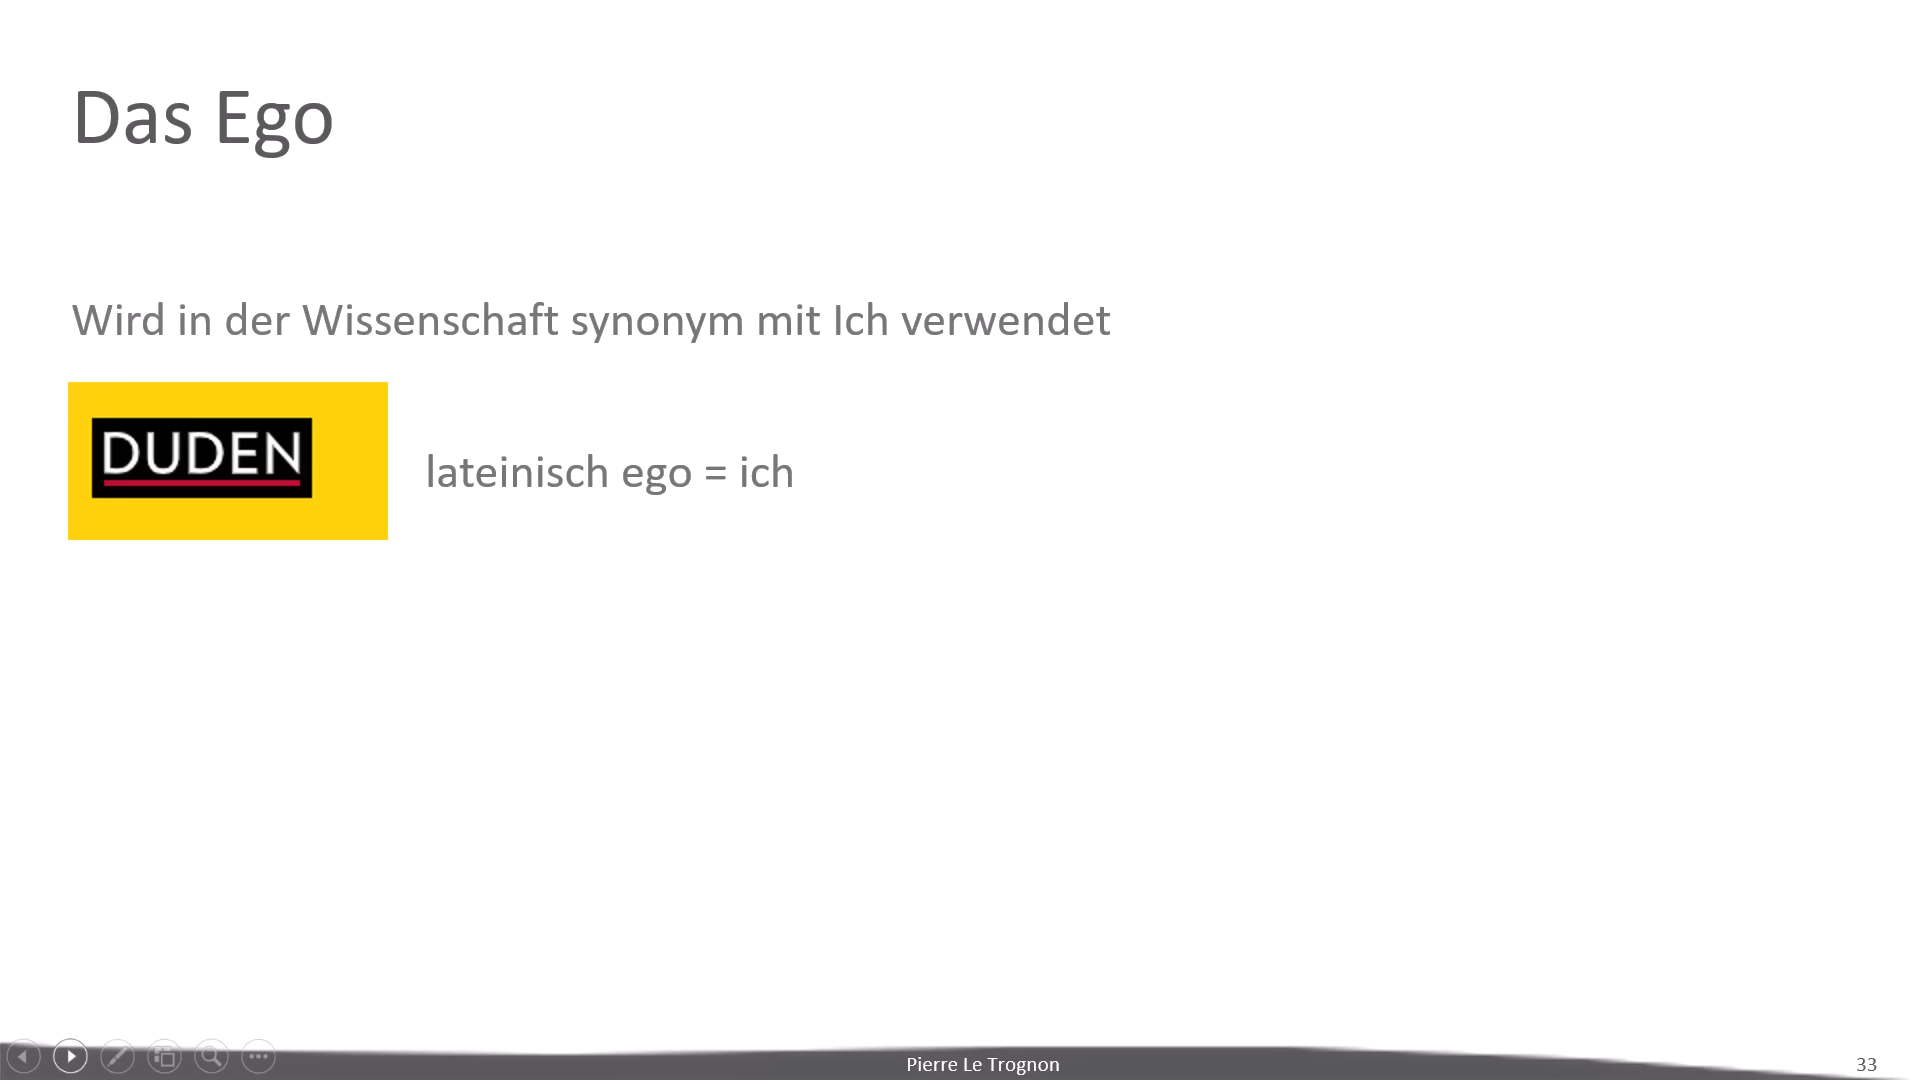 Das Ego
Wird in der Wissenschaft synonym mit Ich verwendet
DUDEN
lateinisch ego = ich
Pierre Le Trognon
33